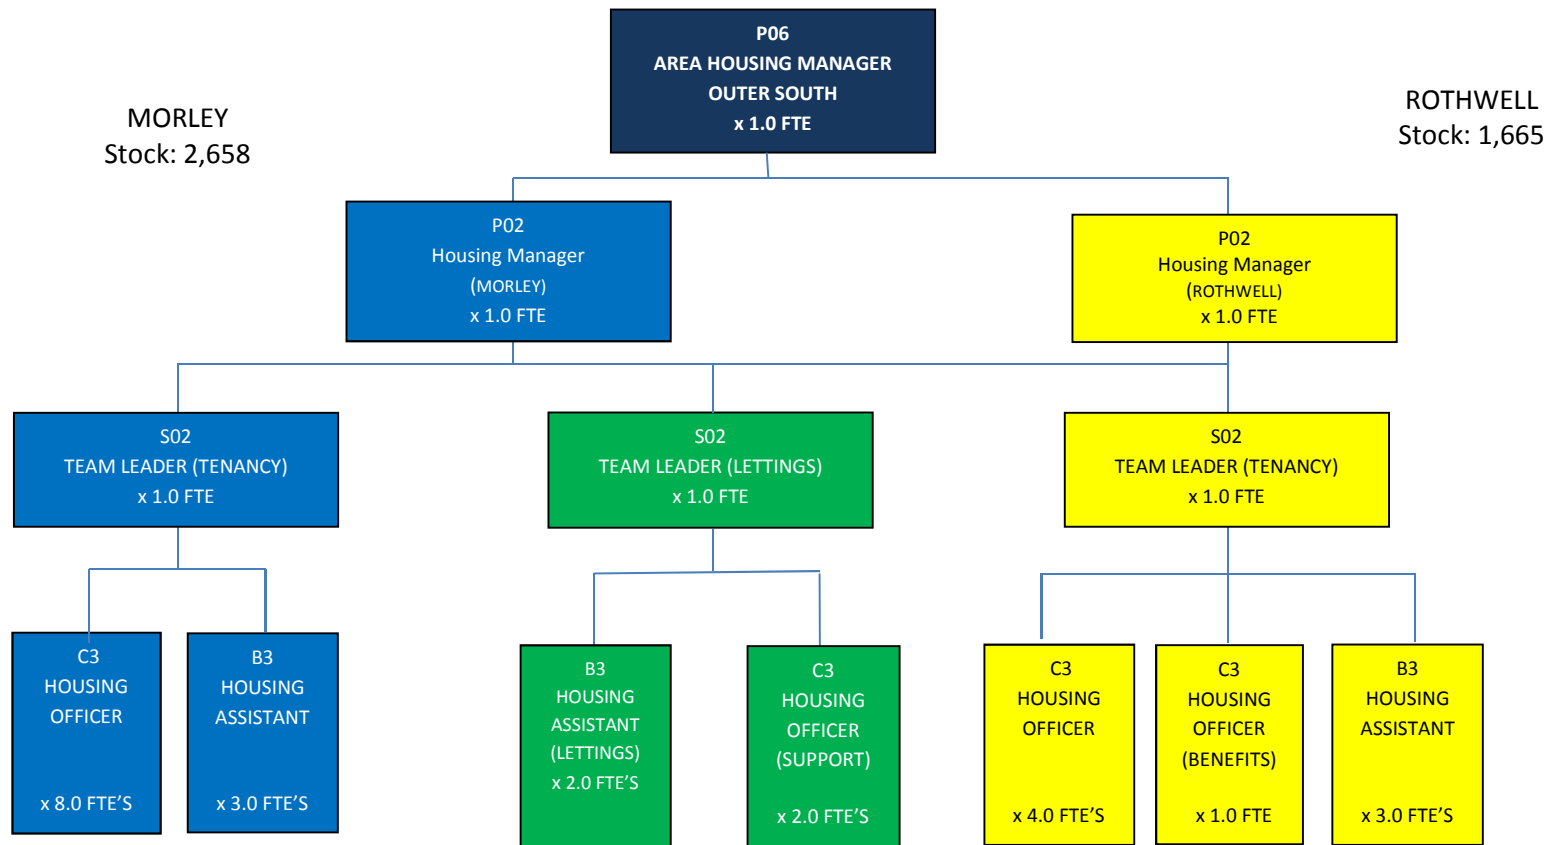 P06
AREA HOUSING MANAGER
OUTER SOUTH
x 1.0 FTE
MORLEY
Stock: 2,658
ROTHWELL
Stock: 1,665
P02
Housing Manager
(MORLEY)
x 1.0 FTE
P02
Housing Manager
(ROTHWELL)
x 1.0 FTE
S02
TEAM LEADER (TENANCY)
x 1.0 FTE
S02
TEAM LEADER (LETTINGS)
x 1.0 FTE
S02
TEAM LEADER (TENANCY)
x 1.0 FTE
C3
HOUSING
OFFICER
x 8.0 FTE’S
B3
HOUSING
ASSISTANT
x 3.0 FTE’S
B3
HOUSING
ASSISTANT
(LETTINGS)
x 2.0 FTE’S
C3
HOUSING
OFFICER
(SUPPORT)
x 2.0 FTE’S
C3
HOUSING
OFFICER
x 4.0 FTE’S
C3
HOUSING
OFFICER
(BENEFITS)
x 1.0 FTE
B3
HOUSING
ASSISTANT
x 3.0 FTE’S